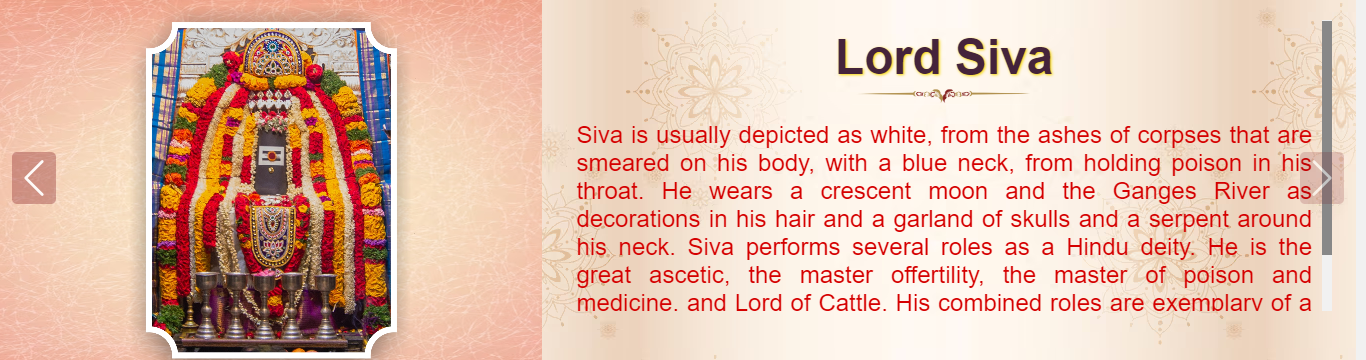 Lord Siva
Siva is usually depicted as white, from the ashes of corpses that are
smeared on his body, with a blue neck, from holding poison in his
throat. He wears a crescent moon and the Ganges River as
decorations in his hair and a garland of skulls and a serpent around
his neck. Siva performs several roles as a Hindu deity. He is the
great ascetic, the master offertility, the master of poison and
medicine. and Lord of Cattle. His combined roles are exemplary of a